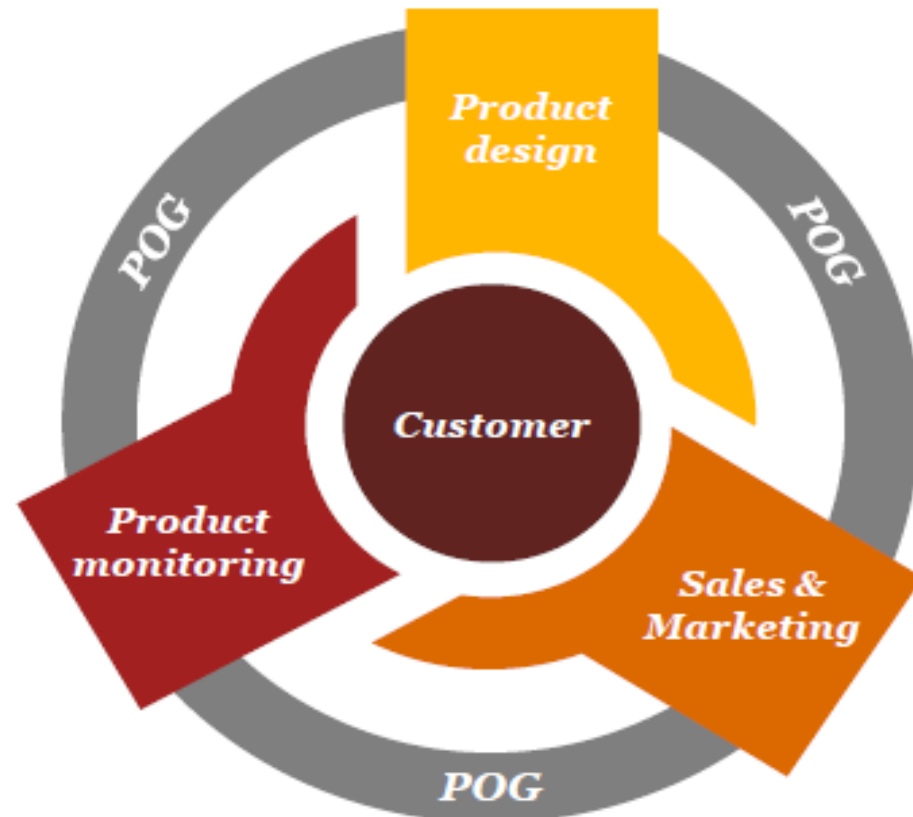 Product
design
POG
POG
Customer
Product
monitoring
Sales &
Marketing
POG